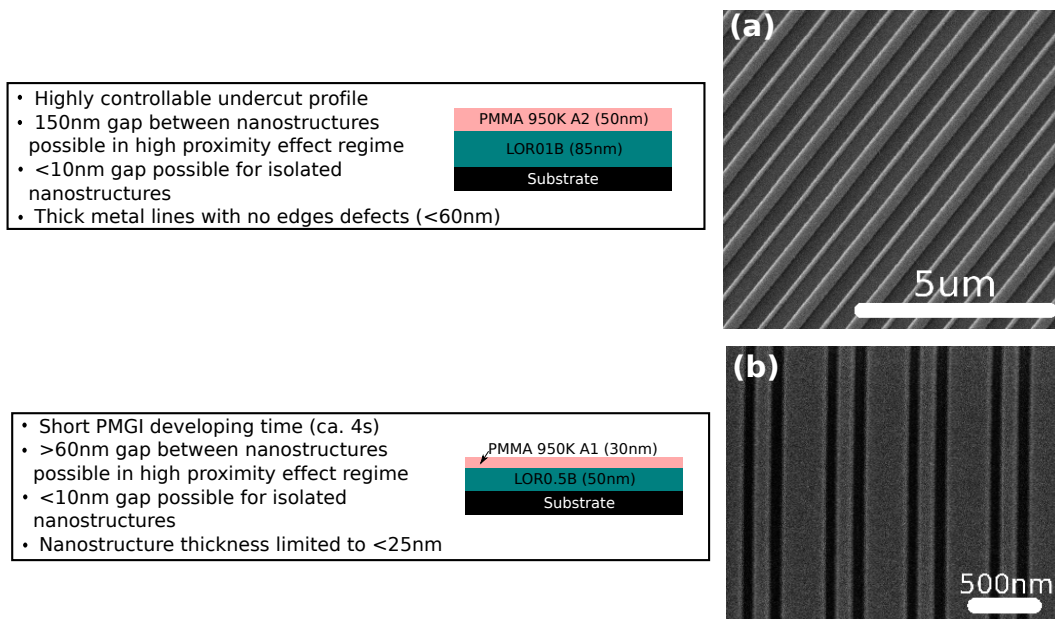 (a)
• Highly controllable undercut profile
• 150nm gap between nanostructures
possible in high proximity effect regime
• <10nm gap possible for isolated
nanostructures
• Thick metal lines with no edges defects (<60nm)
PMMA 950K A2 (50nm)
LOR01B (85nm)
Substrate
5um
(b)
• Short PMGI developing time (ca. 4s)
• >60nm gap between nanostructures
possible in high proximity effect regime
• <10nm gap possible for isolated
nanostructures
• Nanostructure thickness limited to <25nm
PMMA 950K A1 (30nm)
LOR0.5B (50nm)
Substrate
500nm